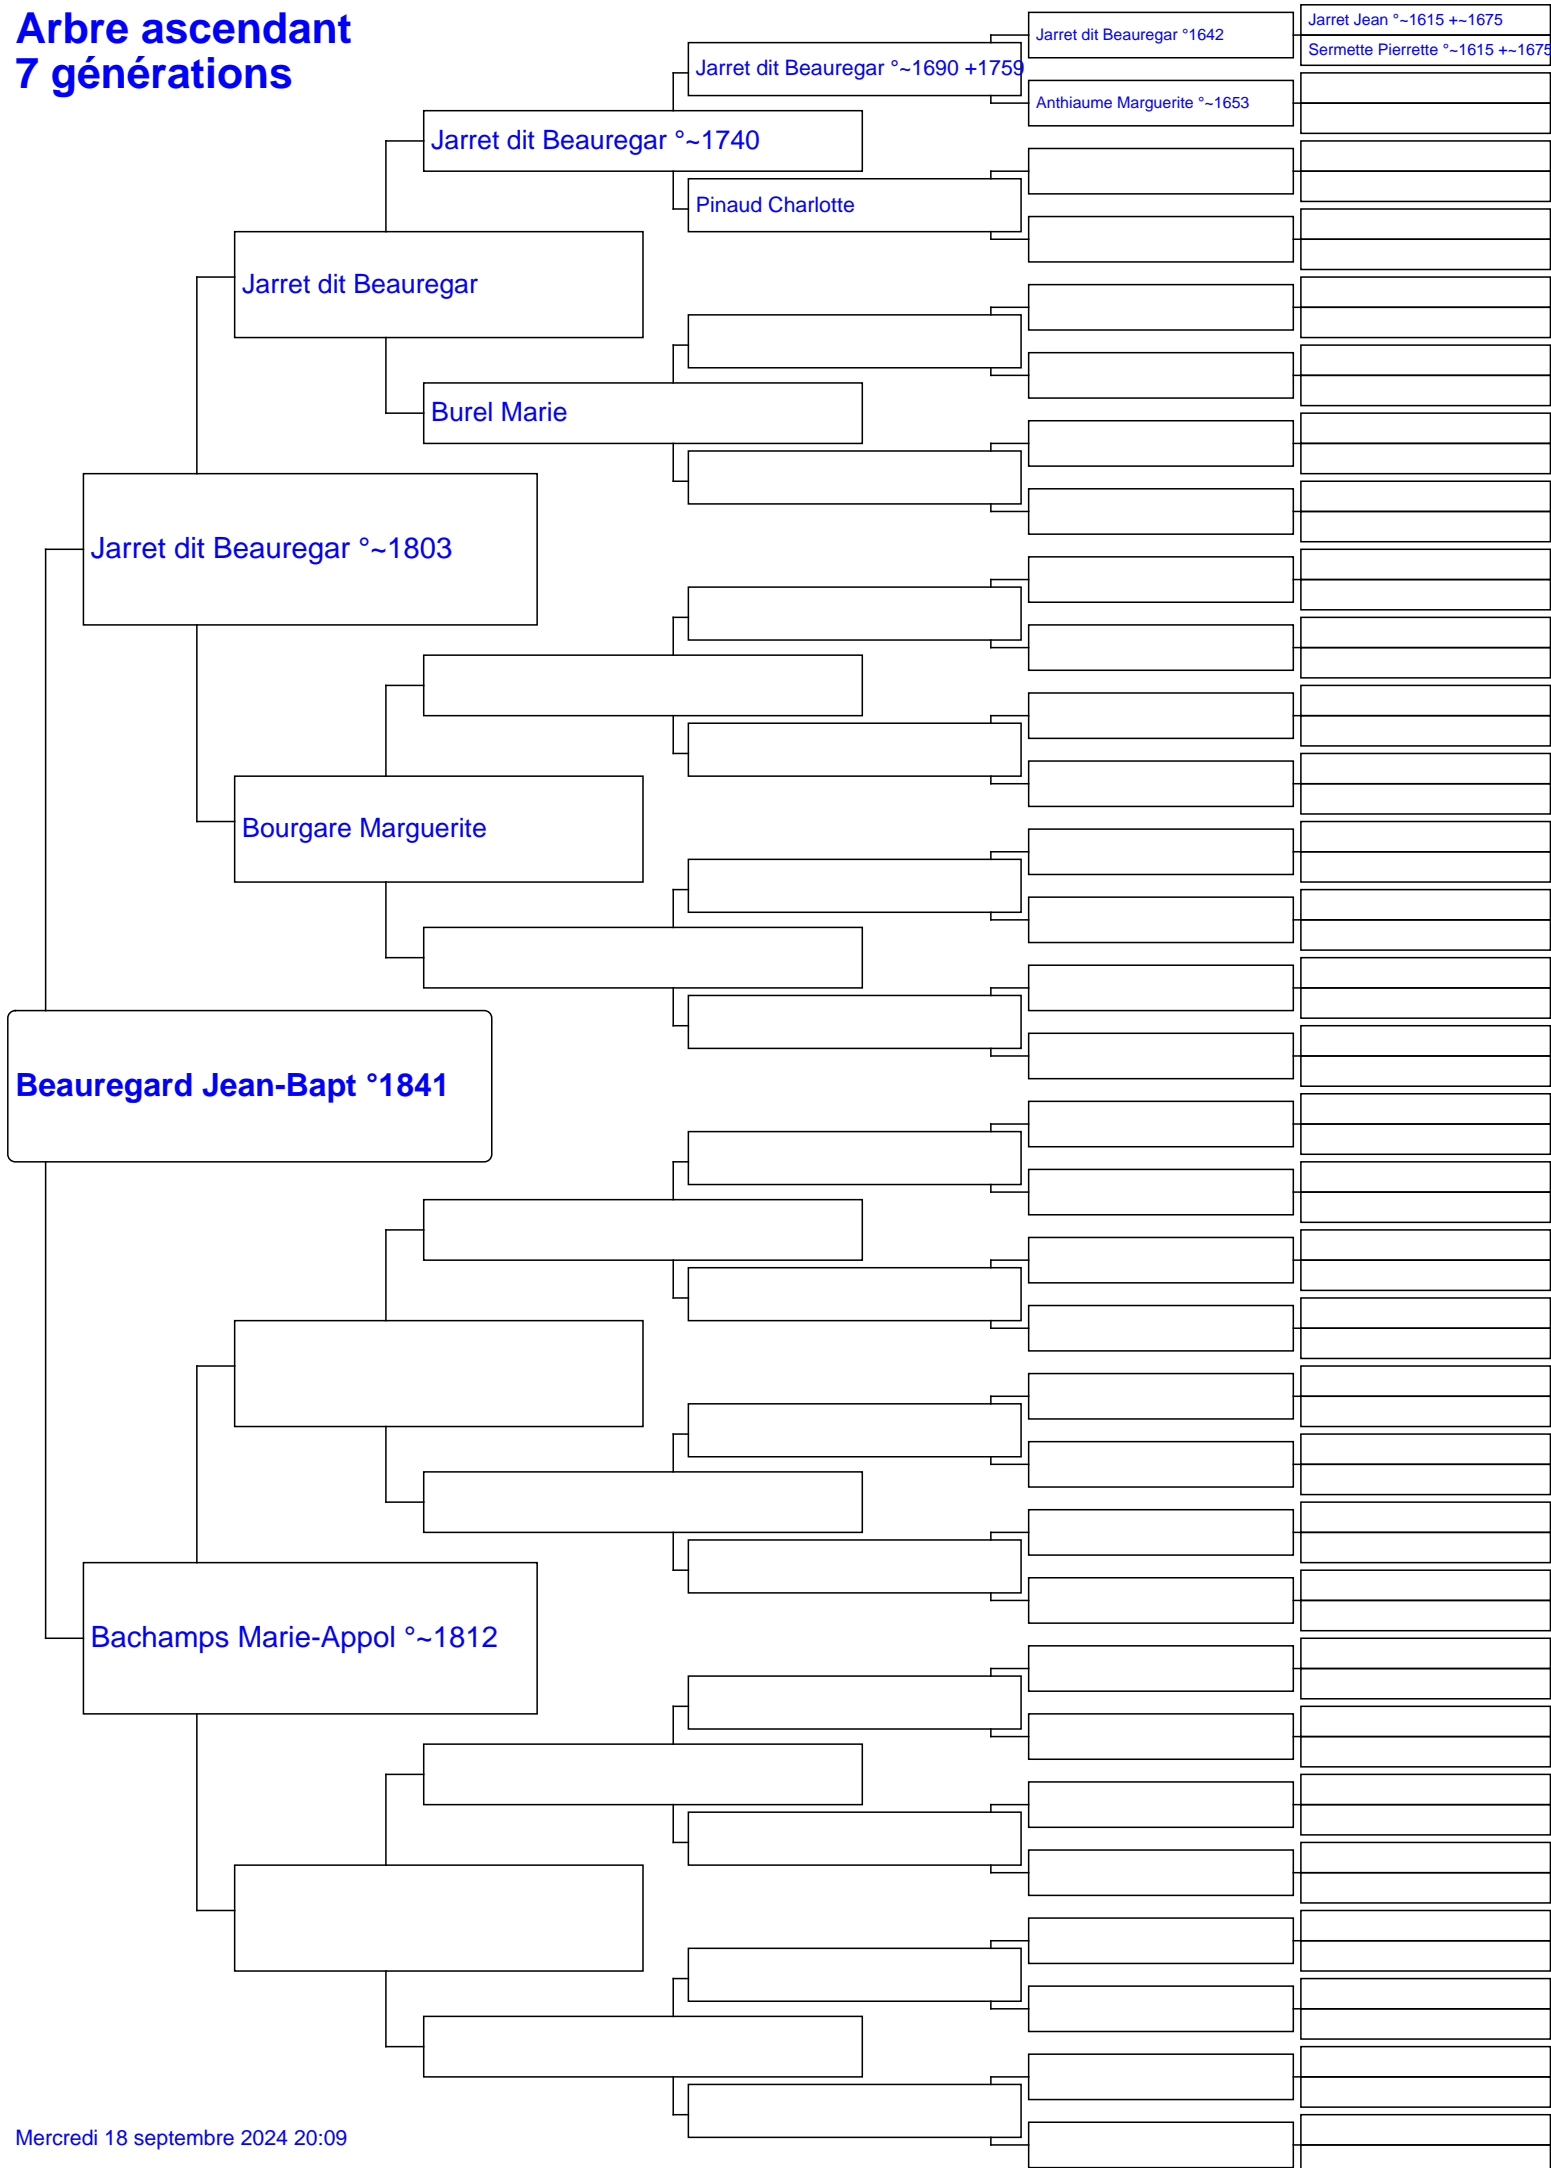 Arbre ascendant
7 générations
Jarret dit Beauregar °1642
Jarret Jean °~1615 +~1675
Sermette Pierrette °~1615 +~1675
Jarret dit Beauregar °~1690 +1759
Anthiaume Marguerite °~1653
Jarret dit Beauregar °~1740
Pinaud Charlotte
Jarret dit Beauregar
Burel Marie
Jarret dit Beauregar °~1803
Bourgare Marguerite
Beauregard Jean-Bapt °1841
Bachamps Marie-Appol °~1812
Mercredi 18 septembre 2024 20:09